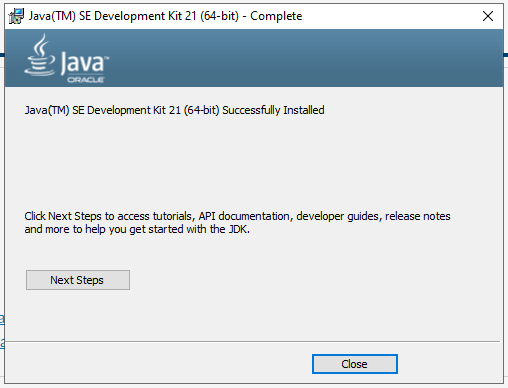 Java(TM) SE Development Kit 21 (64-bit) - Complete
Java™
ORACLE
Java(TM) SE Development Kit 21 (64-bit) Successfully Installed
Click Next Steps to access tutorials, API documentation, developer guides, release notes
and more to help you get started with the JDK.
Next Steps
Close